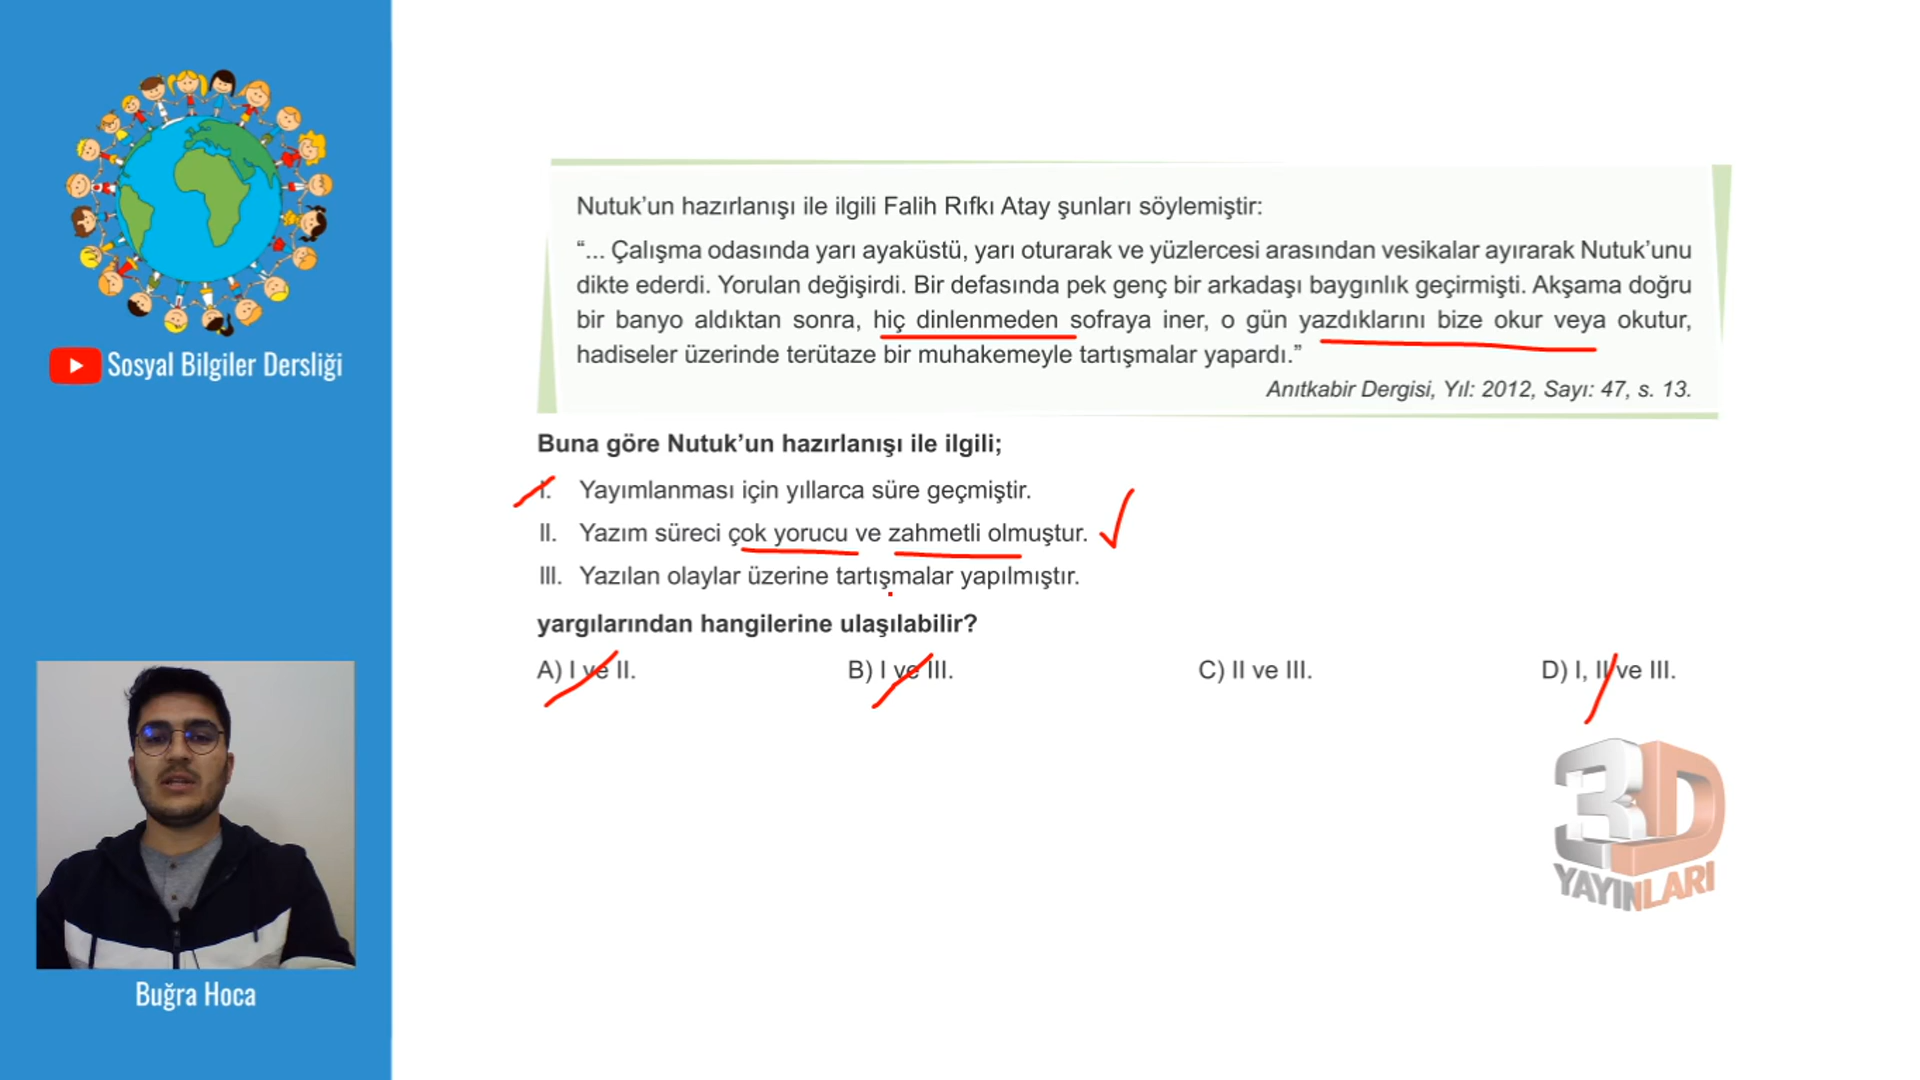 Nutuk’un hazırlanışı ile ilgili Falih Rıfkı Atay şunları söylemiştir:
“... Çalışma odasında yarı ayaküstü, yarı oturarak ve yüzlercesi arasından vesikalar ayırarak Nutuk’unu
dikte ederdi. Yorulan değişirdi. Bir defasında pek genç bir arkadaşı baygınlık geçirmişti. Akşama doğru
bir banyo aldıktan sonra, hiç dinlenmeden sofraya iner, o gün yazdıklarını bize okur veya okutur,
hadiseler üzerinde terütaze bir muhakemeyle tartışmalar yapardı.”
Anıtkabir Dergisi, Yıl: 2012, Sayı: 47, s. 13.
Buna göre Nutuk’un hazırlanışı ile ilgili;
I. Yayımlanması için yıllarca süre geçmiştir.
II. Yazım süreci çok yorucu ve zahmetli olmuştur.
III. Yazılan olaylar üzerine tartışmalar yapılmıştır.
yargılarından hangilerine ulaşılabilir?
A) I ve II.
B) I ve III.
C) II ve III.
D) I, II ve III.
Sosyal Bilgiler Dersliği
Buğra Hoca
3D
YAYINLARI